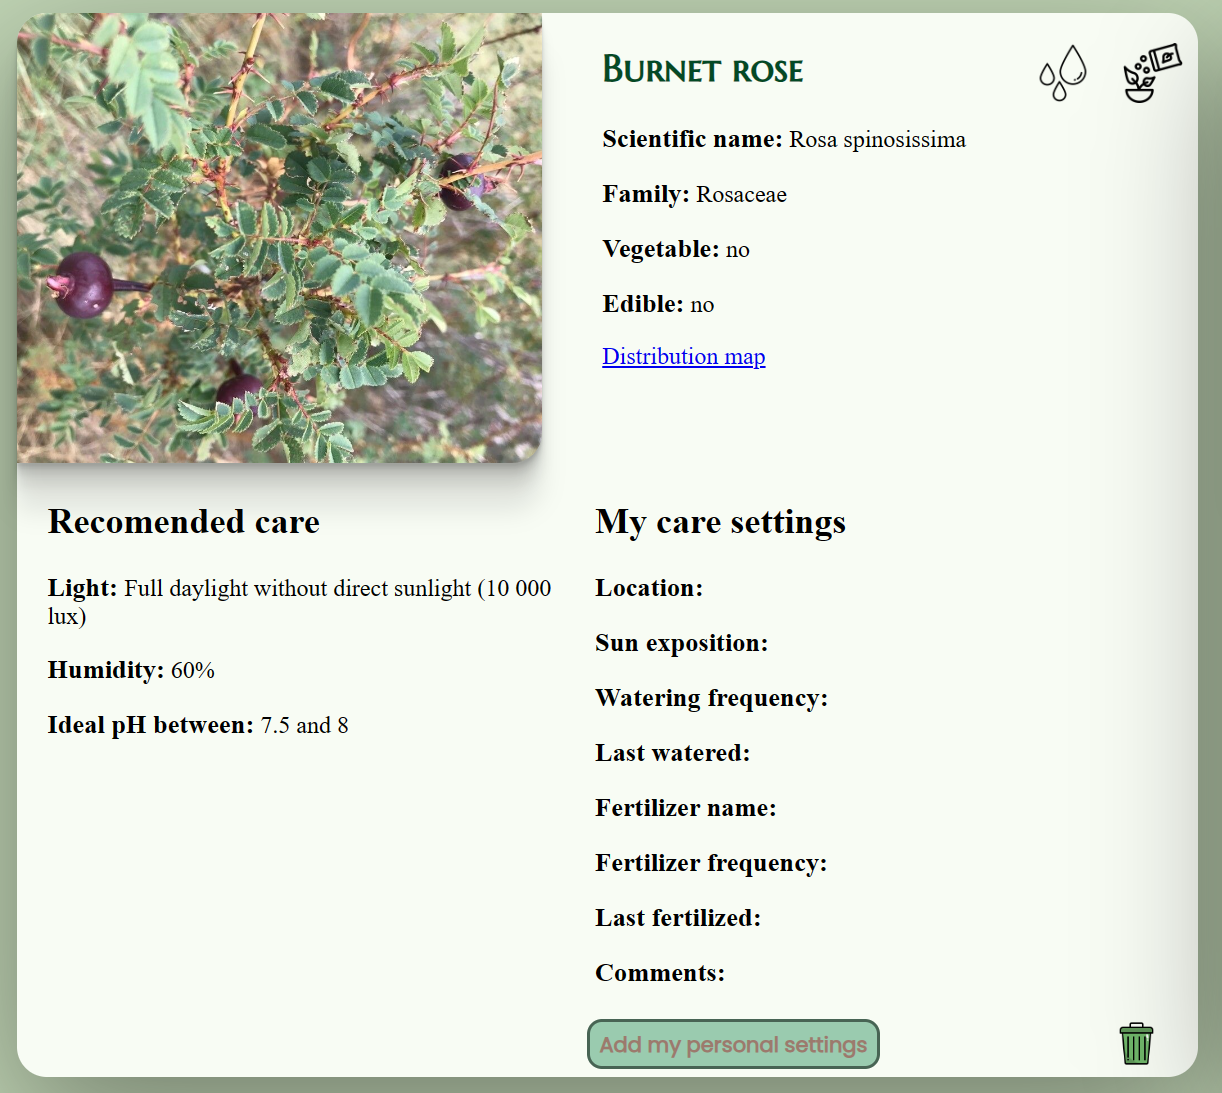 Burnet rose
Scientific name: Rosa spinosissima
Family: Rosaceae
Vegetable: no
Edible: no
Distribution map
Recomended care
Light: Full daylight without direct sunlight (10 000
lux)
Humidity: 60%
Ideal pH between: 7.5 and 8
My care settings
Location:
Sun exposition:
Watering frequency:
Last watered:
Fertilizer name:
Fertilizer frequency:
Last fertilized:
Comments:
Add my personal settings